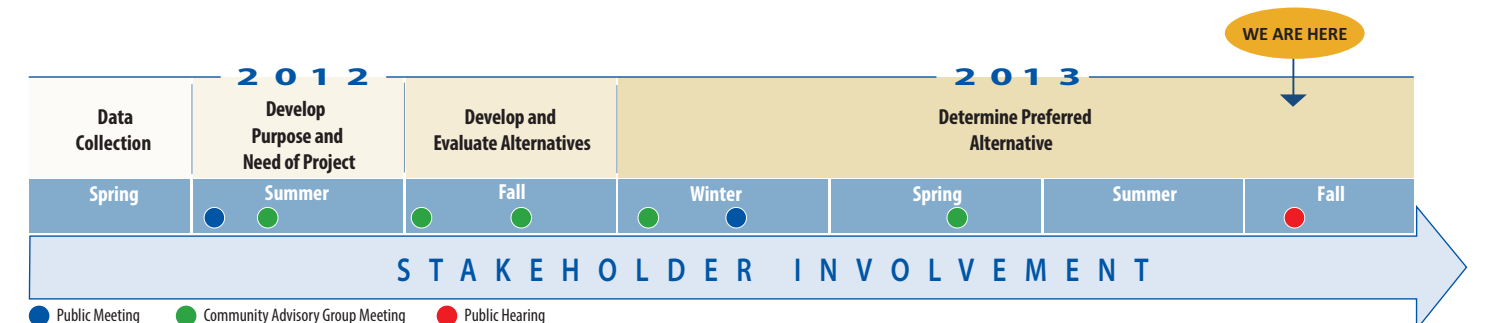 WE ARE HERE
2012
2013
Data
Collection
Develop
Purpose and
Need of Project
Develop and
Evaluate Alternatives
Determine Preferred
Alternative
Spring
Summer
Fall
Winter
Spring
Summer
Fall
STAKEHOLDER INVOLVEMENT
Public Meeting
Community Advisory Group Meeting
Public Hearing